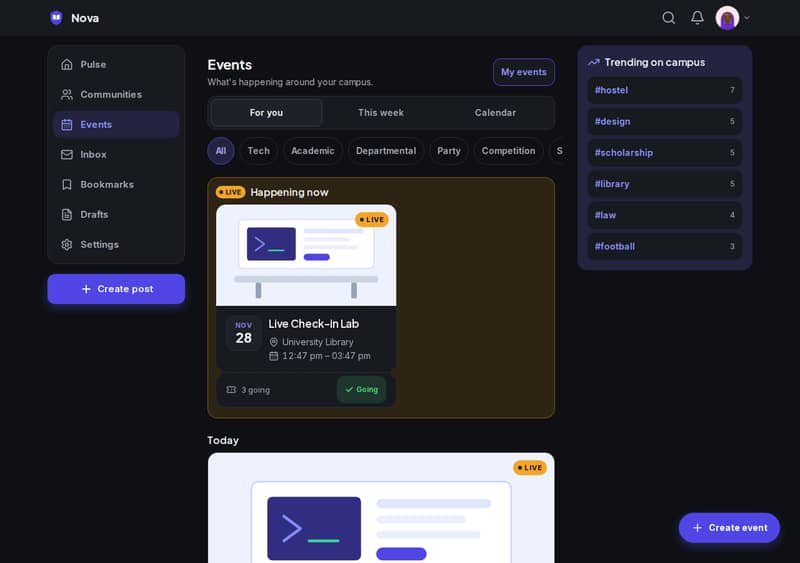 Nova
Pulse
Communities
Events
Inbox
Bookmarks
Drafts
Settings
Create post
Events
What's happening around your campus.
My events
For you
This week
Calendar
All
Tech
Academic
Departmental
Party
Competition
S
LIVE
Happening now
LIVE
NOV
28
Live Check-in Lab
University Library
12:47 pm – 03:47 pm
3 going
Going
Today
LIVE
Trending on campus
#hostel 7
#design 5
#scholarship 5
#library 5
#law 4
#football 3
Create event